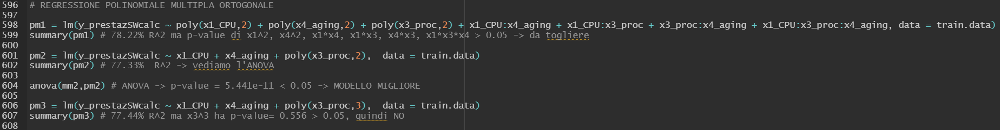 596 # REGRESSIONE POLINOMIALE MULTIPLA ORTOGONALE
597
598 pm1 = lm(y_prestazSWcalc ~ poly(x1_CPU,2) + poly(x4_aging,2) + poly(x3_proc,2) + x1_CPU:x4_aging + x1_CPU:x3_proc + x3_proc:x4_aging + x1_CPU:x3_proc:x4_aging, data = train.data)
599 summary(pm1) # 78.22% R^2 ma p-value di x1^2, x4^2, x1*x4, x1*x3, x4*x3, x1*x3*x4 > 0.05 -> da togliere
600
601 pm2 = lm(y_prestazSWcalc ~ x1_CPU + x4_aging + poly(x3_proc,2),  data = train.data)
602 summary(pm2) # 77.33%  R^2 -> vediamo l'ANOVA
603
604 anova(mm2,pm2) # ANOVA -> p-value = 5.441e-11 < 0.05 -> MODELLO MIGLIORE
605
606 pm3 = lm(y_prestazSWcalc ~ x1_CPU + x4_aging + poly(x3_proc,3),  data = train.data)
607 summary(pm3) # 77.44% R^2 ma x3^3 ha p-value= 0.556 > 0.05, quindi NO
608